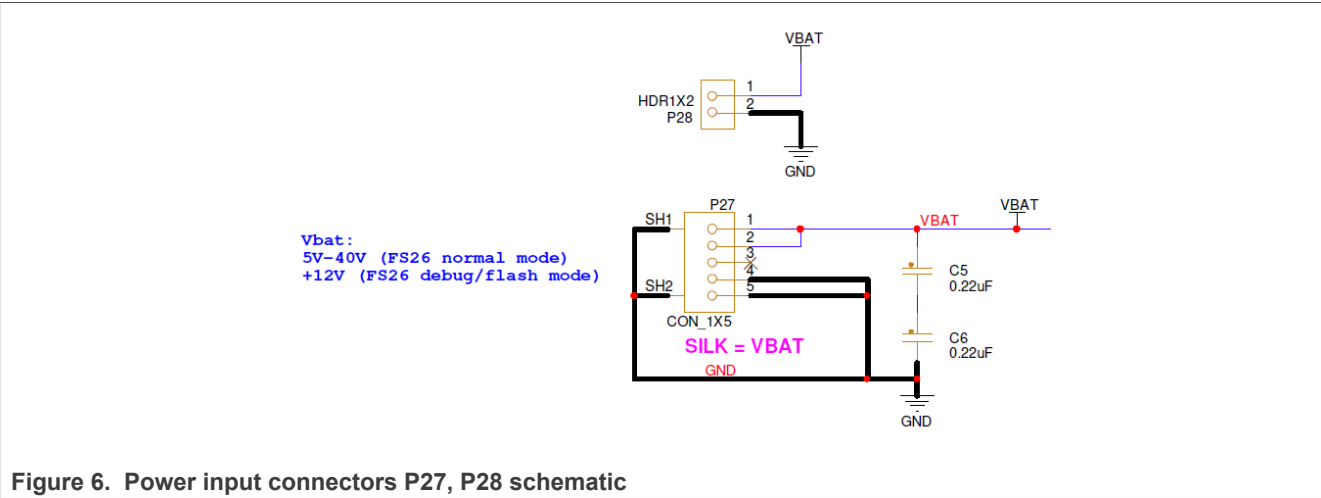 VBAT
HDR1X2
P28
1
2
GND
P27
SH1
SH2
1
2
3
4
5
VBAT
VBAT
Vbat:
5V-40V (FS26 normal mode)
+12V (FS26 debug/flash mode)
C5
0.22uF
CON_1X5
SILK = VBAT
GND
C6
0.22uF
GND
Figure 6. Power input connectors P27, P28 schematic